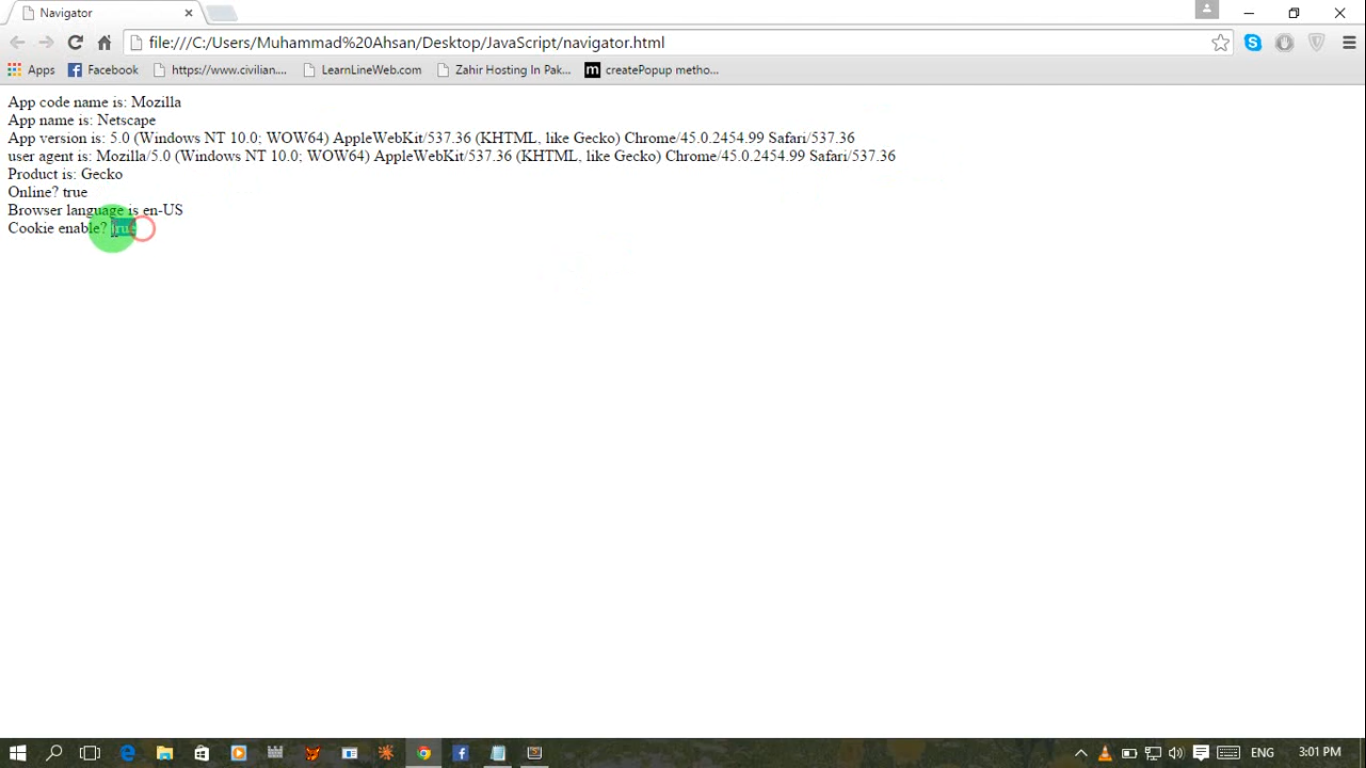 Navigator
file:///C:/Users/Muhammad%20Ahsan/Desktop/JavaScript/navigator.html
Apps Facebook https://www.civilian.... LearnLineWeb.com Zahir Hosting In Pak... m createPopup metho...
App code name is: Mozilla
App name is: Netscape
App version is: 5.0 (Windows NT 10.0; WOW64) AppleWebKit/537.36 (KHTML, like Gecko) Chrome/45.0.2454.99 Safari/537.36
user agent is: Mozilla/5.0 (Windows NT 10.0; WOW64) AppleWebKit/537.36 (KHTML, like Gecko) Chrome/45.0.2454.99 Safari/537.36
Product is: Gecko
Online? true
Browser language is en-US
Cookie enable? true
ENG 3:01 PM